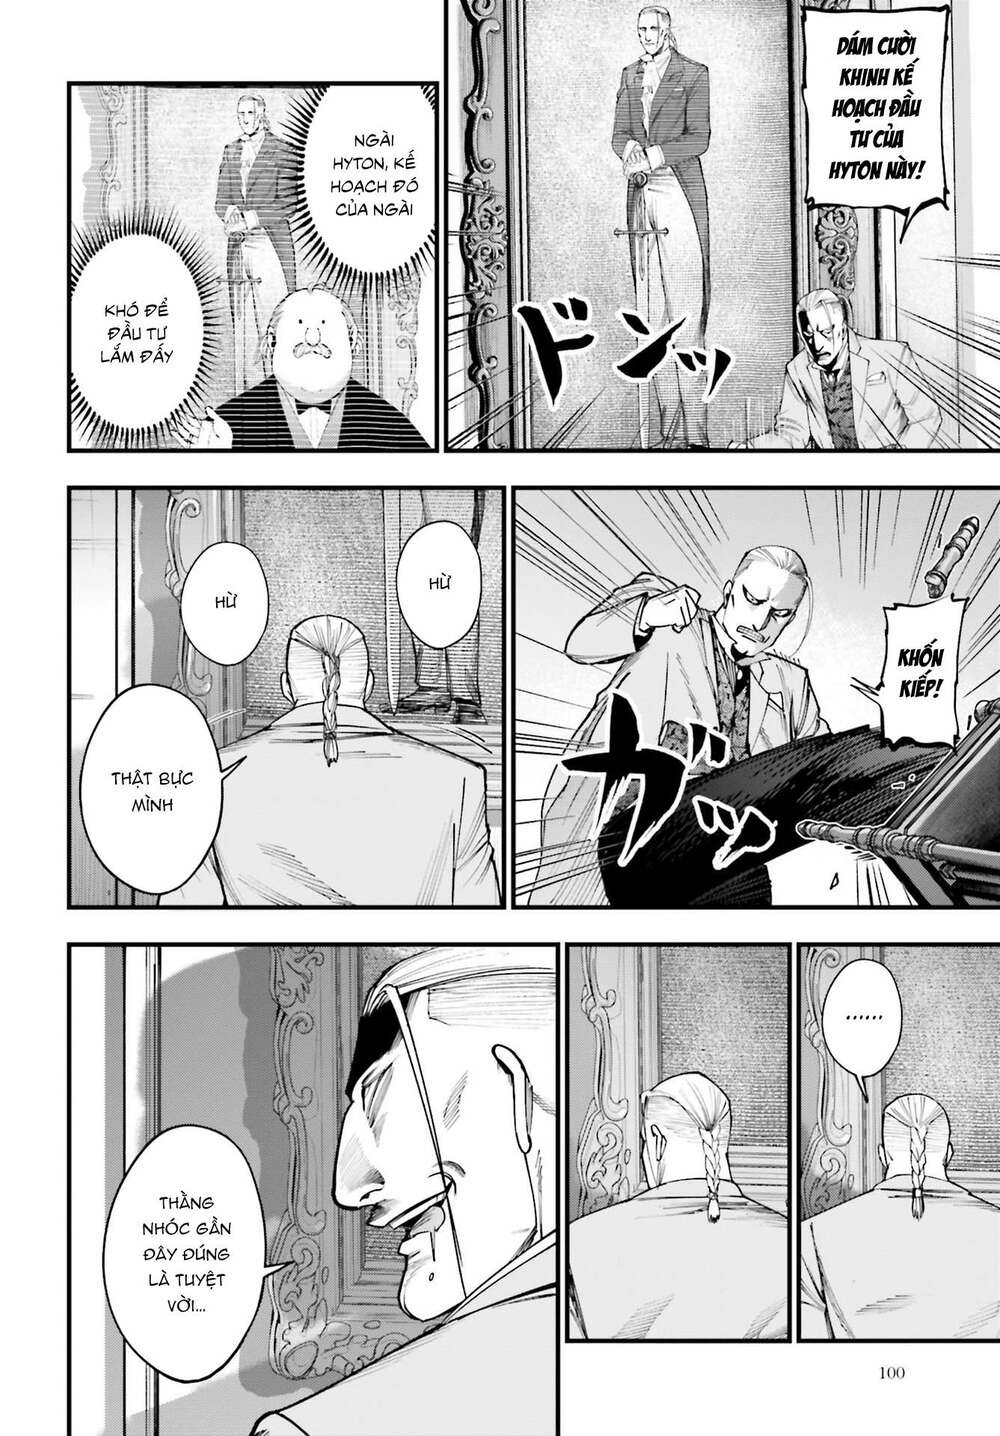 DÁM CƯỜI
KHINH KẾ
HOẠCH ĐẦU
TƯ CỦA
HYTON NÀY!
ドンッ
NGÀI
HYTON, KẾ
HOẠCH ĐÓ
CỦA NGÀI
KHÓ ĐỂ
ĐẦU TƯ
LẮM ĐẤY
KHỐN
KIẾP!
ガッ
HỪ
HỪ
THẬT BỰC
MÌNH
......
THẰNG
NHÓC GẦN
ĐÂY ĐÚNG
LÀ TUYỆT
VỜI...
100